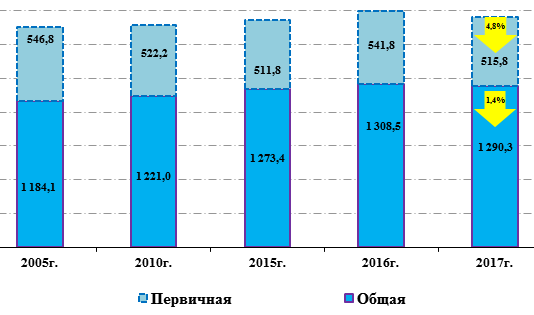 546,8 522,2 511,8 541,8 4,8%
515,8
1,4%
1 184,1 1 221,0 1 273,4 1 308,5 1 290,3
2005г. 2010г. 2015г. 2016г. 2017г.
Первичная Общая